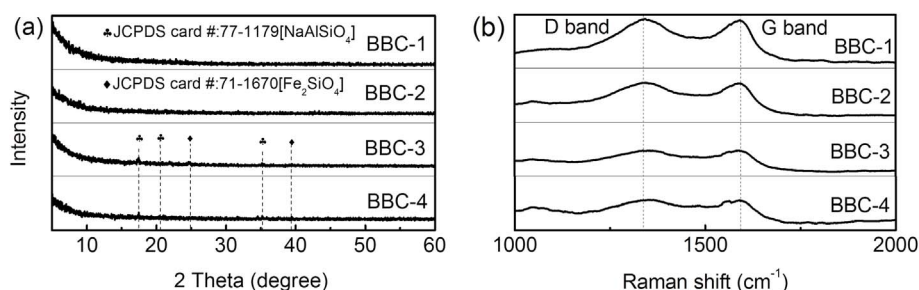 (a)
♣JCPDS card #:77-1179[NaAlSiO₄]
BBC-1
♦JCPDS card #:71-1670[Fe₂SiO₄]
BBC-2
♣ ♣ ♦ ♣ ♦
BBC-3
BBC-4
Intensity
10 20 30 40 50 60
2 Theta (degree)
(b)
D band G band
BBC-1
BBC-2
BBC-3
BBC-4
1000 1500 2000
Raman shift (cm⁻¹)